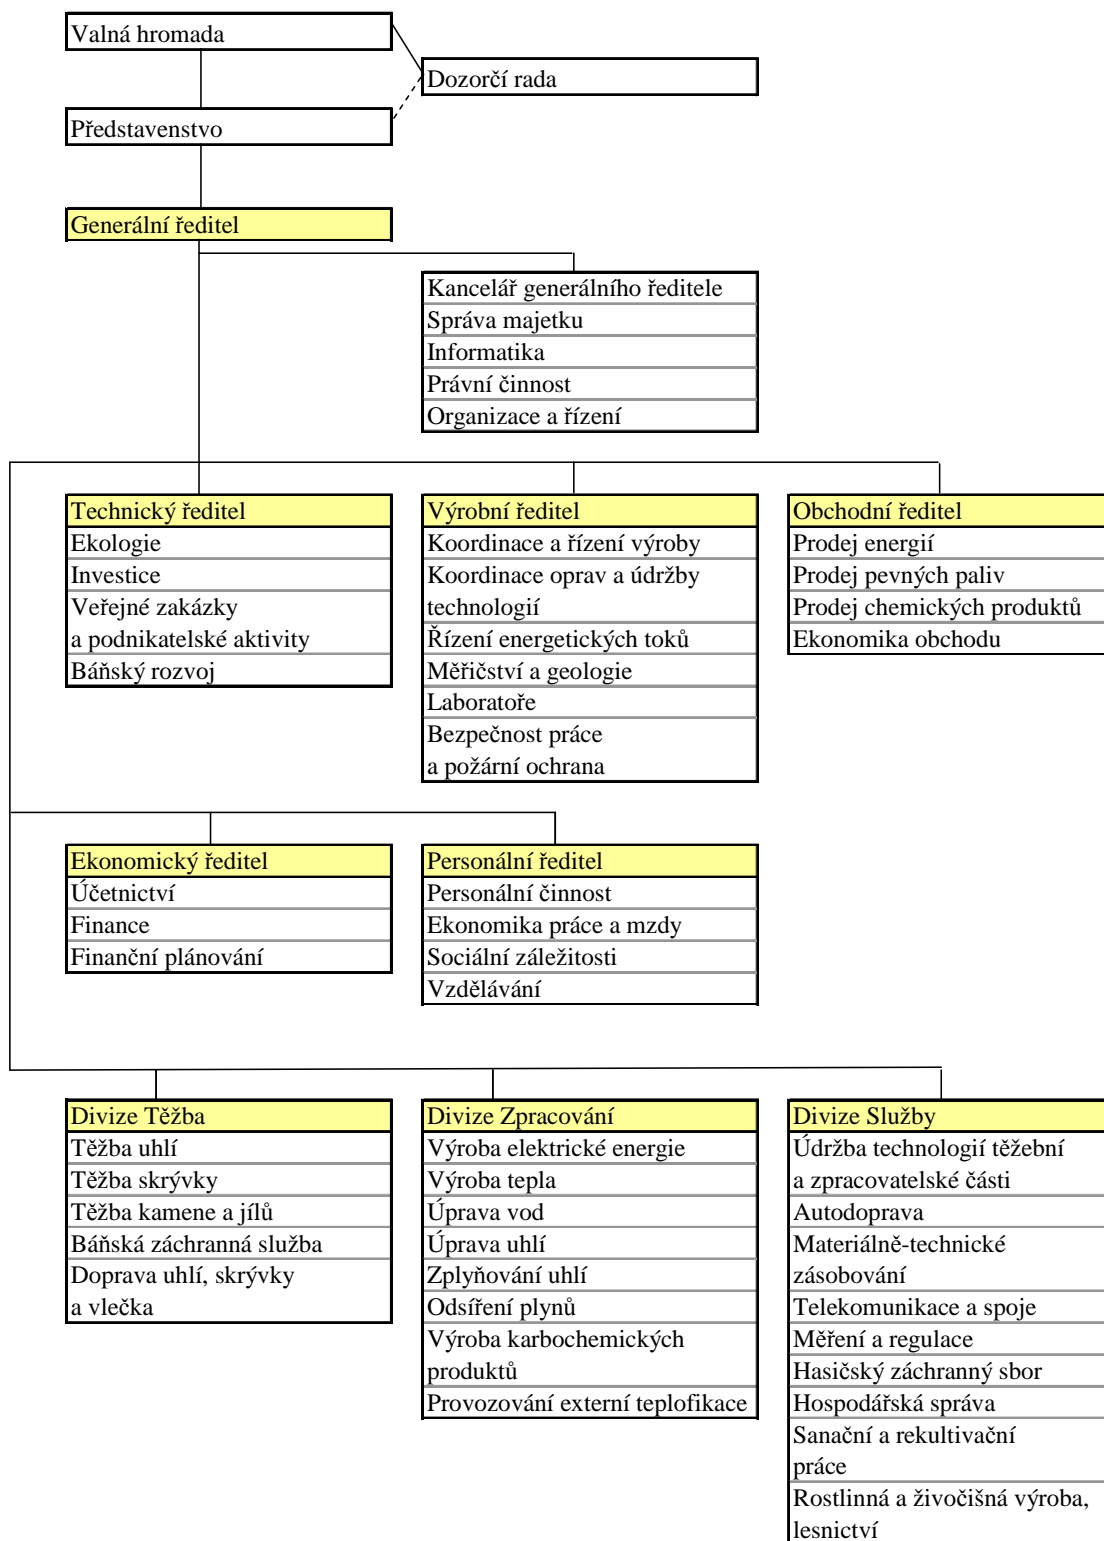 Valná hromada
Dozorčí rada
Představenstvo
Generální ředitel
Kancelář generálního ředitele
Správa majetku
Informatika
Právní činnost
Organizace a řízení
Technický ředitel
Ekologie
Investice
Veřejné zakázky
a podnikatelské aktivity
Báňský rozvoj
Výrobní ředitel
Koordinace a řízení výroby
Koordinace oprav a údržby
technologií
Řízení energetických toků
Měřičství a geologie
Laboratoře
Bezpečnost práce
a požární ochrana
Obchodní ředitel
Prodej energií
Prodej pevných paliv
Prodej chemických produktů
Ekonomika obchodu
Ekonomický ředitel
Účetnictví
Finance
Finanční plánování
Personální ředitel
Personální činnost
Ekonomika práce a mzdy
Sociální záležitosti
Vzdělávání
Divize Těžba
Těžba uhlí
Těžba skrývky
Těžba kamene a jílů
Báňská záchranná služba
Doprava uhlí, skrývky
a vlečka
Divize Zpracování
Výroba elektrické energie
Výroba tepla
Úprava vod
Úprava uhlí
Zplyňování uhlí
Odsíření plynů
Výroba karbochemických
produktů
Provozování externí teplofikace
Divize Služby
Údržba technologií těžební
a zpracovatelské části
Autodoprava
Materiálně-technické
zásobování
Telekomunikace a spoje
Měření a regulace
Hasičský záchranný sbor
Hospodářská správa
Sanační a rekultivační
práce
Rostlinná a živočišná výroba,
lesnictví